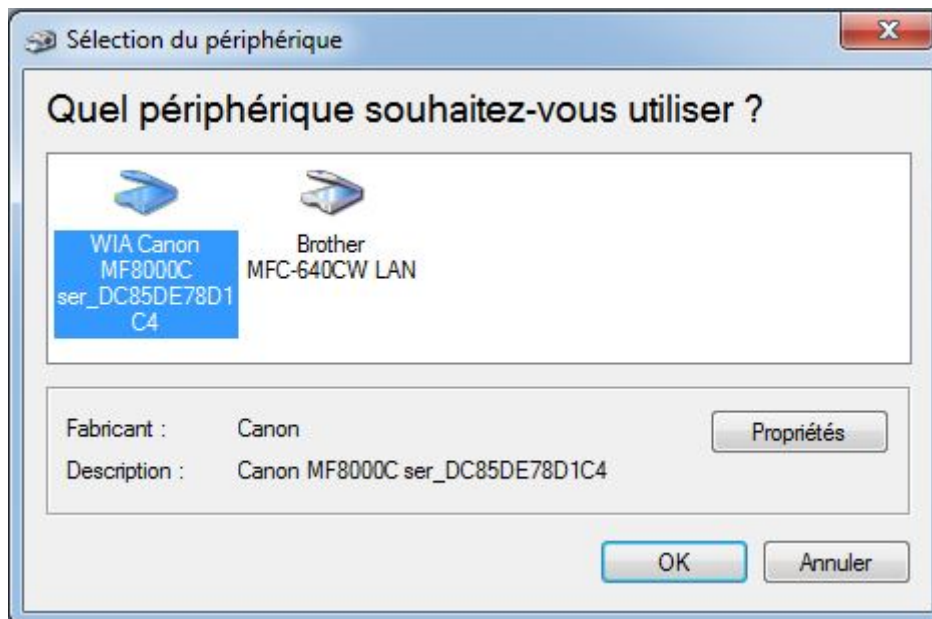 Sélection du périphérique
Quel périphérique souhaitez-vous utiliser ?
WIA Canon
MF8000C
ser_DC85DE78D1
C4
Brother
MFC-640CW LAN
Fabricant : Canon
Propriétés
Description : Canon MF8000C ser_DC85DE78D1C4
OK
Annuler